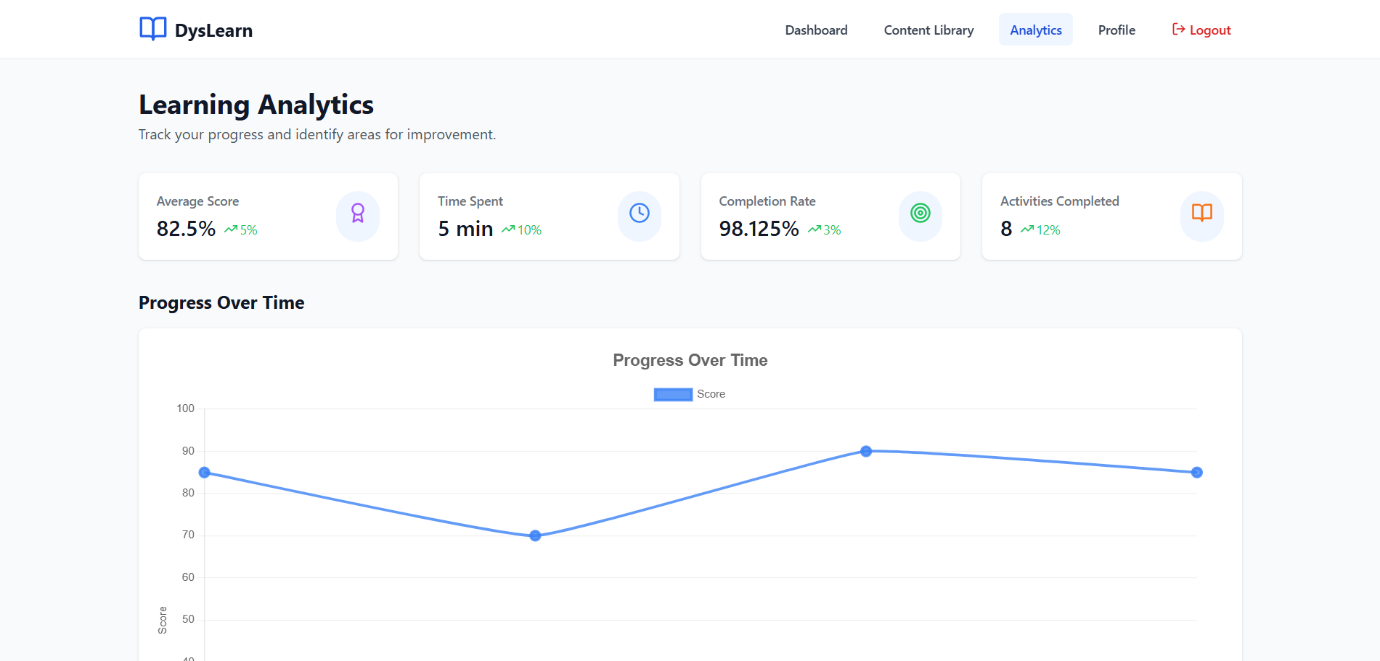 DysLearn Dashboard Content Library Analytics Profile Logout
Learning Analytics
Track your progress and identify areas for improvement.
Average Score
82.5% 5%
Time Spent
5 min 10%
Completion Rate
98.125% 3%
Activities Completed
8 12%
Progress Over Time
Progress Over Time
Score
100
90
80
70
60
50
40
Score